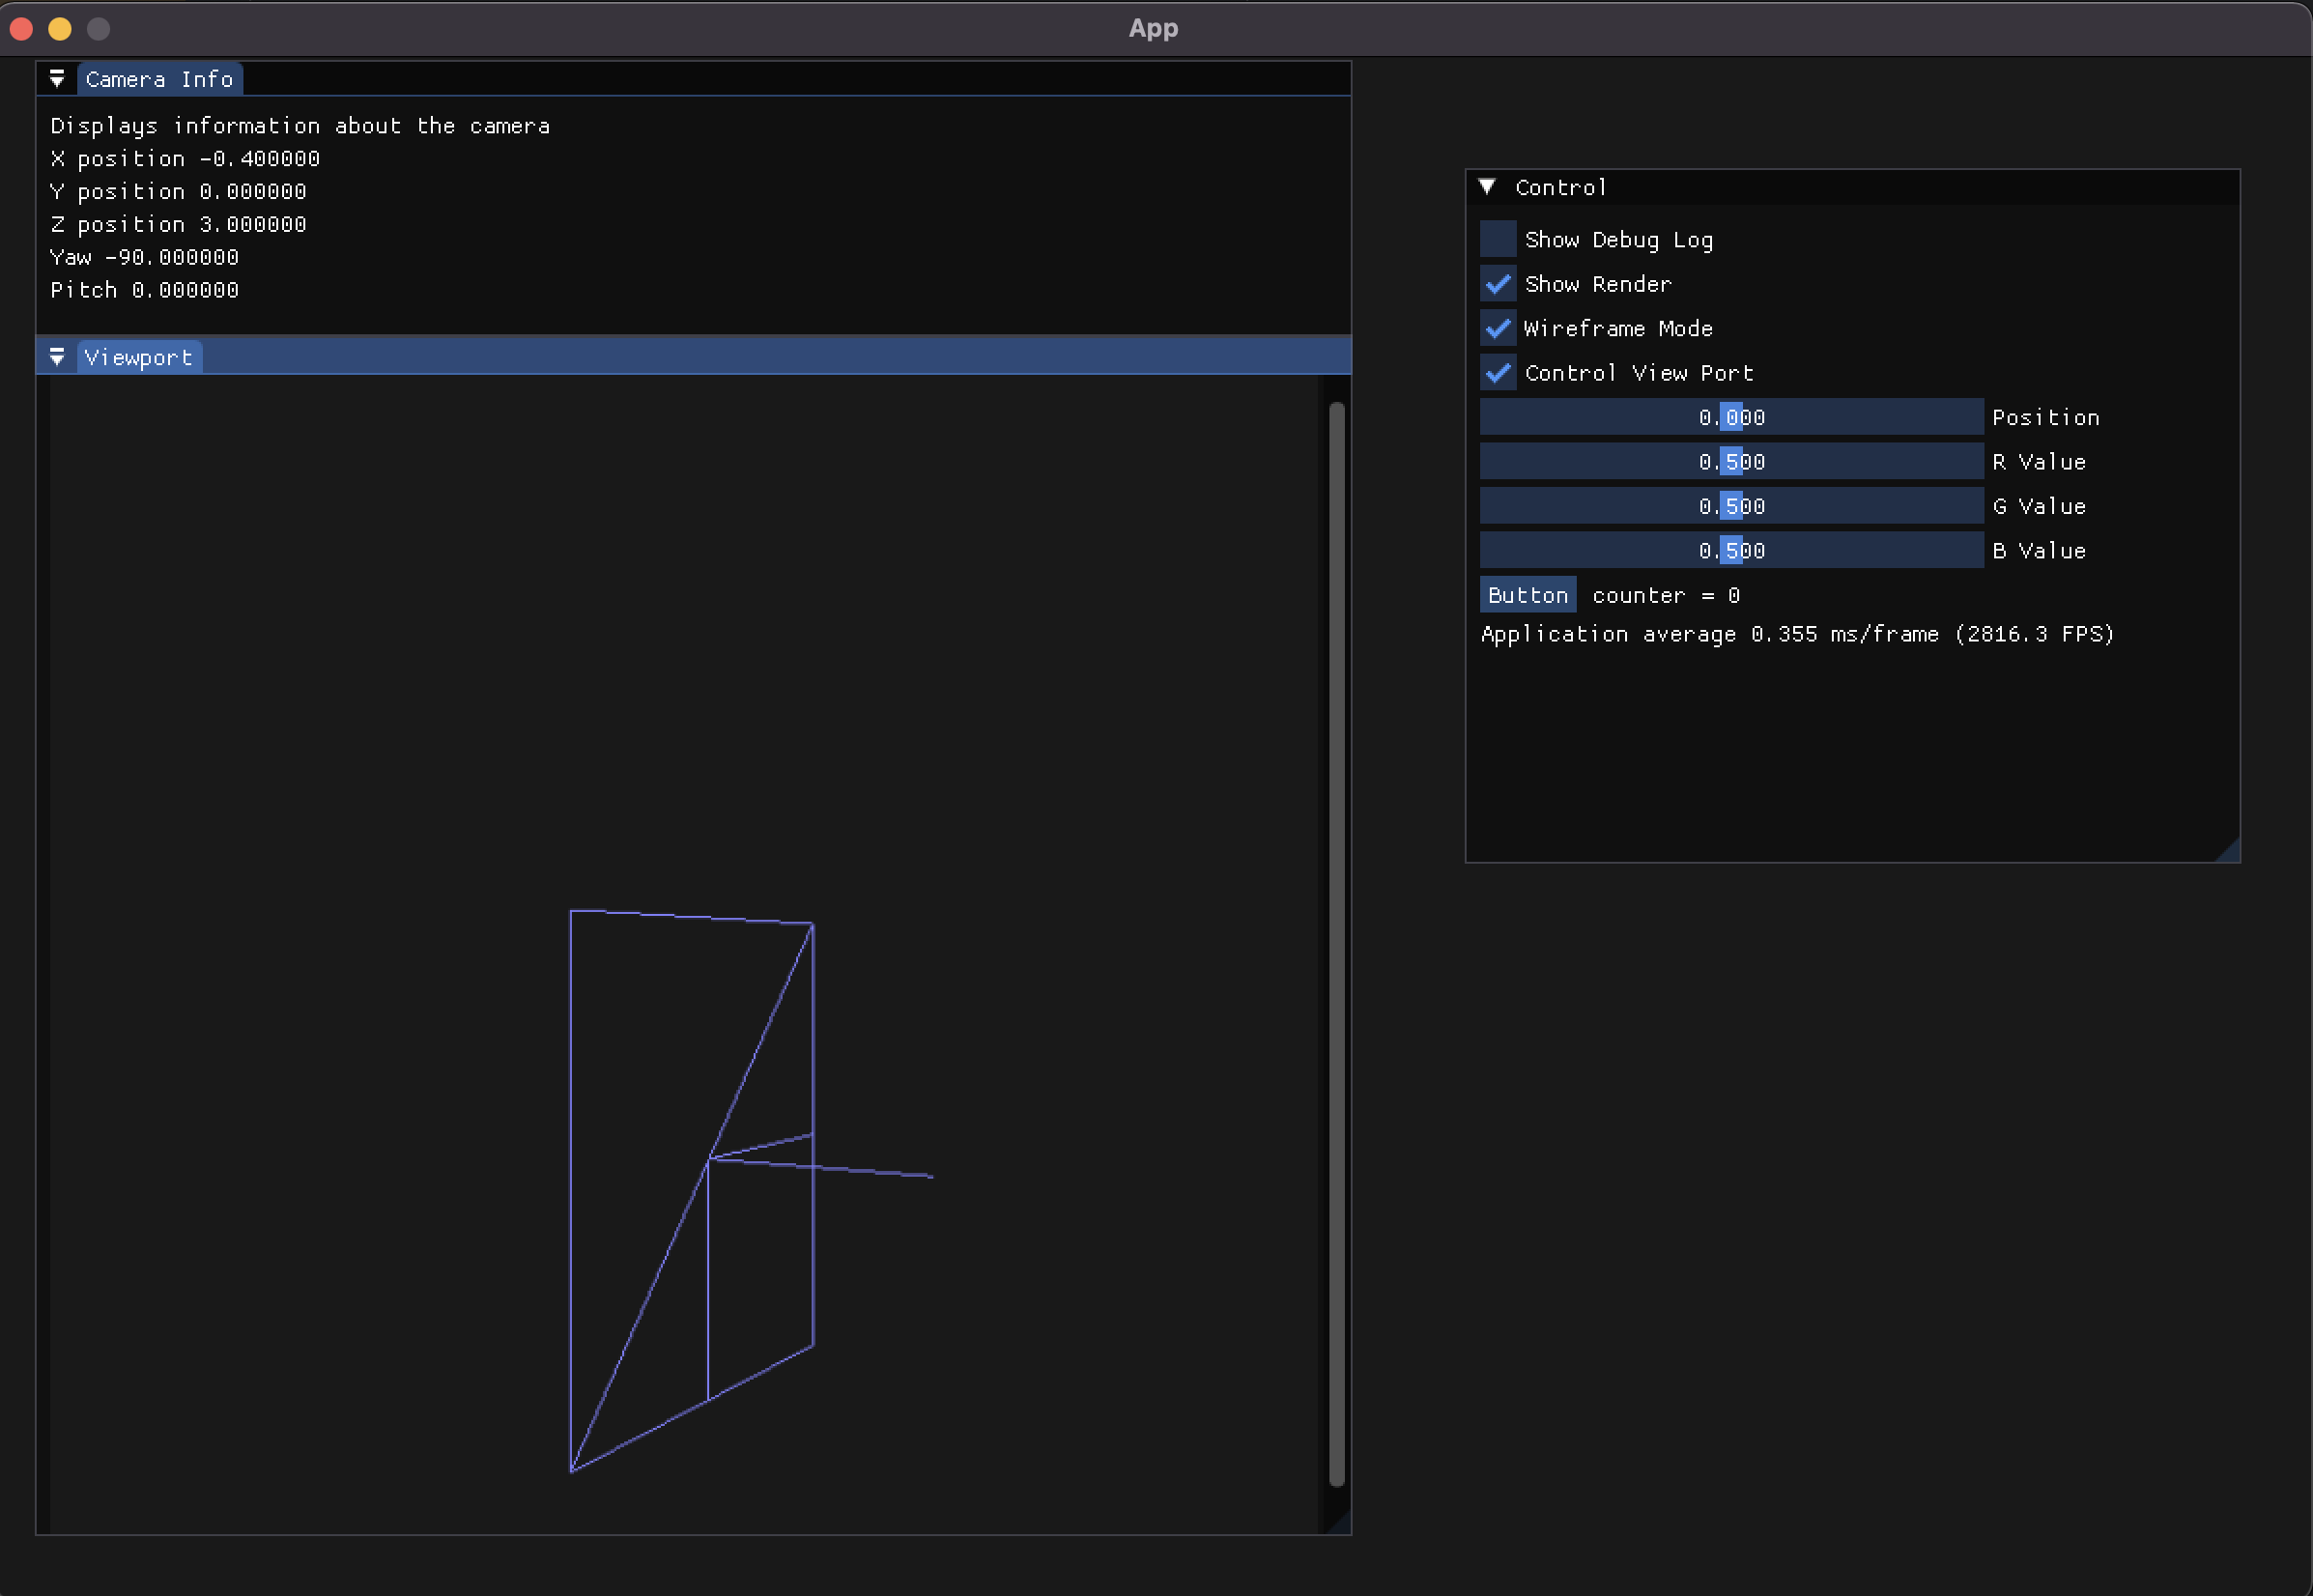 App
Camera Info
Displays information about the camera
X position -0.400000
Y position 0.000000
Z position 3.000000
Yaw -90.000000
Pitch 0.000000
Viewport
Control
Show Debug Log
Show Render
Wireframe Mode
Control View Port
0.000 Position
0.500 R Value
0.500 G Value
0.500 B Value
Button counter = 0
Application average 0.355 ms/frame (2816.3 FPS)